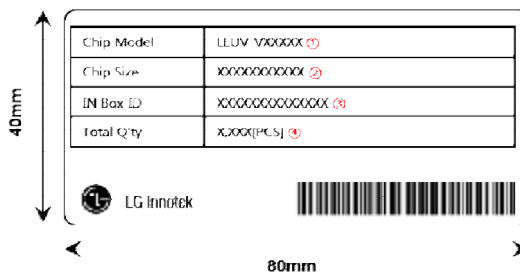 Chip Model LEUV-VXXXXX ①
Chip Size XXXXXXXXXXX ②
IN Box ID XXXXXXXXXXXXXX ③
Total Q'ty X,XXX[PCS] ④
40mm
LG Innotek
80mm